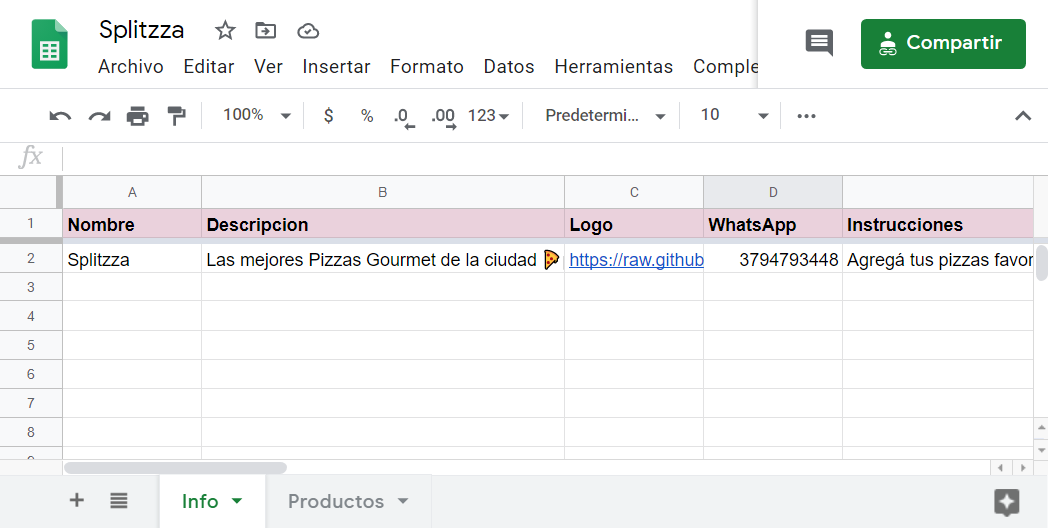 Splitzza
Archivo Editar Ver Insertar Formato Datos Herramientas Comple
Compartir
100% $ % .0 .00 123 Predetermi... 10
fx
A B C D
1 Nombre Descripcion Logo WhatsApp Instrucciones
2 Splitzza Las mejores Pizzas Gourmet de la ciudad 🍕 https://raw.github 3794793448 Agregá tus pizzas favor
3
4
5
6
7
8
9
Info Productos